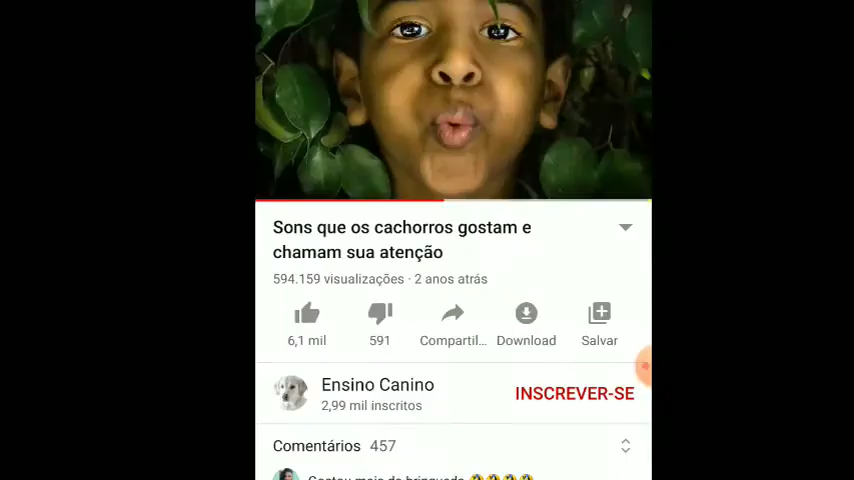 Sons que os cachorros gostam e
chamam sua atenção
594.159 visualizações · 2 anos atrás
6,1 mil
591
Compartil...
Download
Salvar
Ensino Canino
2,99 mil inscritos
INSCREVER-SE
Comentários 457